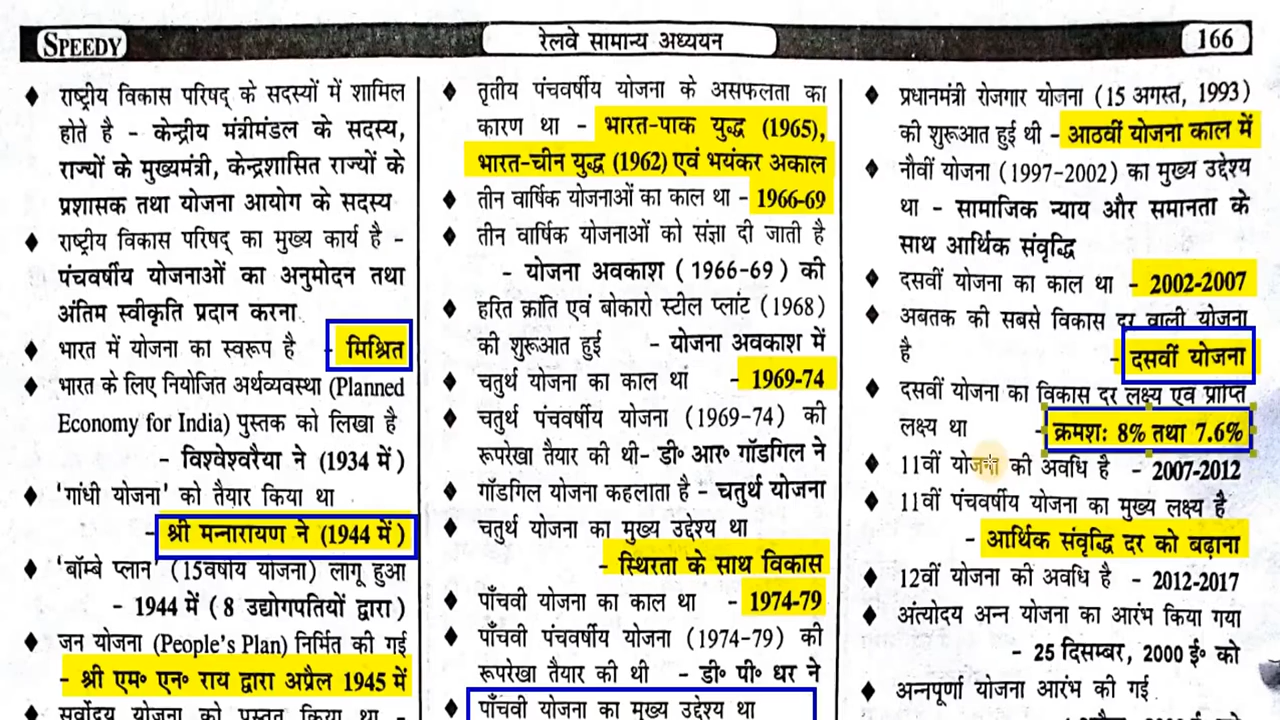 SPEEDY
रेलवे सामान्य अध्ययन
166
♦ राष्ट्रीय विकास परिषद् के सदस्यों में शामिल
होते है - केन्द्रीय मंत्रीमंडल के सदस्य,
राज्यों के मुख्यमंत्री, केन्द्रशासित राज्यों के
प्रशासक तथा योजना आयोग के सदस्य
♦ राष्ट्रीय विकास परिषद् का मुख्य कार्य है -
पंचवर्षीय योजनाओं का अनुमोदन तथा
अंतिम स्वीकृति प्रदान करना
♦ भारत में योजना का स्वरूप है - मिश्रित
♦ भारत के लिए नियोजित अर्थव्यवस्था (Planned
Economy for India) पुस्तक को लिखा है
- विश्वेश्वरैया ने (1934 में)
♦ 'गांधी योजना' को तैयार किया था
- श्री मन्नारायण ने (1944 में)
♦ 'बॉम्बे प्लान' (15वर्षीय योजना) लागू हुआ
- 1944 में (8 उद्योगपतियों द्वारा)
♦ जन योजना (People's Plan) निर्मित की गई
- श्री एम॰ एन॰ राय द्वारा अप्रैल 1945 में
♦ सर्वोदय योजना को प्रस्तुत किया था -
♦ तृतीय पंचवर्षीय योजना के असफलता का
कारण था - भारत-पाक युद्ध (1965),
भारत-चीन युद्ध (1962) एवं भयंकर अकाल
♦ तीन वार्षिक योजनाओं का काल था - 1966-69
♦ तीन वार्षिक योजनाओं को संज्ञा दी जाती है
- योजना अवकाश (1966-69) की
♦ हरित क्रांति एवं बोकारो स्टील प्लांट (1968)
की शुरूआत हुई - योजना अवकाश में
♦ चतुर्थ योजना का काल था - 1969-74
♦ चतुर्थ पंचवर्षीय योजना (1969-74) की
रूपरेखा तैयार की थी- डी॰ आर॰ गॉडगिल ने
♦ गॉडगिल योजना कहलाता है - चतुर्थ योजना
♦ चतुर्थ योजना का मुख्य उद्देश्य था
- स्थिरता के साथ विकास
♦ पाँचवी योजना का काल था - 1974-79
♦ पाँचवी पंचवर्षीय योजना (1974-79) की
रूपरेखा तैयार की थी - डी॰ पी॰ धर ने
♦ पाँचवी योजना का मुख्य उद्देश्य था
♦ प्रधानमंत्री रोजगार योजना (15 अगस्त, 1993)
की शुरूआत हुई थी - आठवीं योजना काल में
♦ नौवीं योजना (1997-2002) का मुख्य उद्देश्य
था - सामाजिक न्याय और समानता के
साथ आर्थिक संवृद्धि
♦ दसवीं योजना का काल था - 2002-2007
♦ अबतक की सबसे विकास दर वाली योजना
है - दसवीं योजना
♦ दसवीं योजना का विकास दर लक्ष्य एवं प्राप्ति
लक्ष्य था - क्रमशः 8% तथा 7.6%
♦ 11वीं योजना की अवधि है - 2007-2012
♦ 11वीं पंचवर्षीय योजना का मुख्य लक्ष्य है
- आर्थिक संवृद्धि दर को बढ़ाना
♦ 12वीं योजना की अवधि है - 2012-2017
♦ अंत्योदय अन्न योजना का आरंभ किया गया
- 25 दिसम्बर, 2000 ई॰ को
♦ अन्नपूर्णा योजना आरंभ की गई